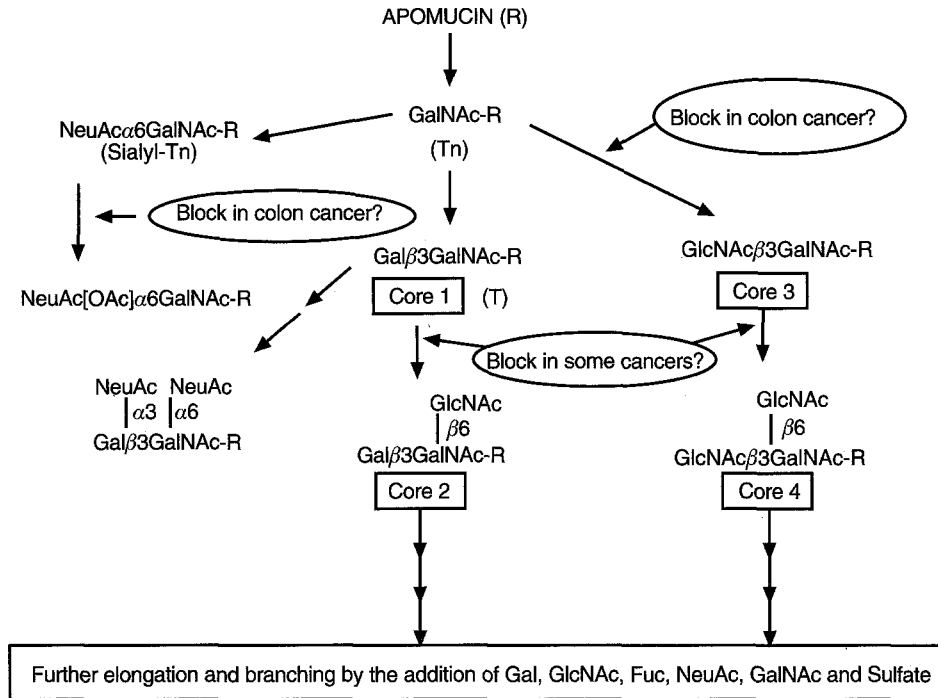 APOMUCIN (R)
GalNAc-R
(Tn)
NeuAcα6GalNAc-R
(Sialyl-Tn)
Block in colon cancer?
Block in colon cancer?
NeuAc[OAc]α6GalNAc-R
Galβ3GalNAc-R
Core 1 (T)
GlcNAcβ3GalNAc-R
Core 3
Block in some cancers?
NeuAc NeuAc
α3 α6
Galβ3GalNAc-R
GlcNAc
β6
Galβ3GalNAc-R
Core 2
GlcNAc
β6
GlcNAcβ3GalNAc-R
Core 4
Further elongation and branching by the addition of Gal, GlcNAc, Fuc, NeuAc, GalNAc and Sulfate